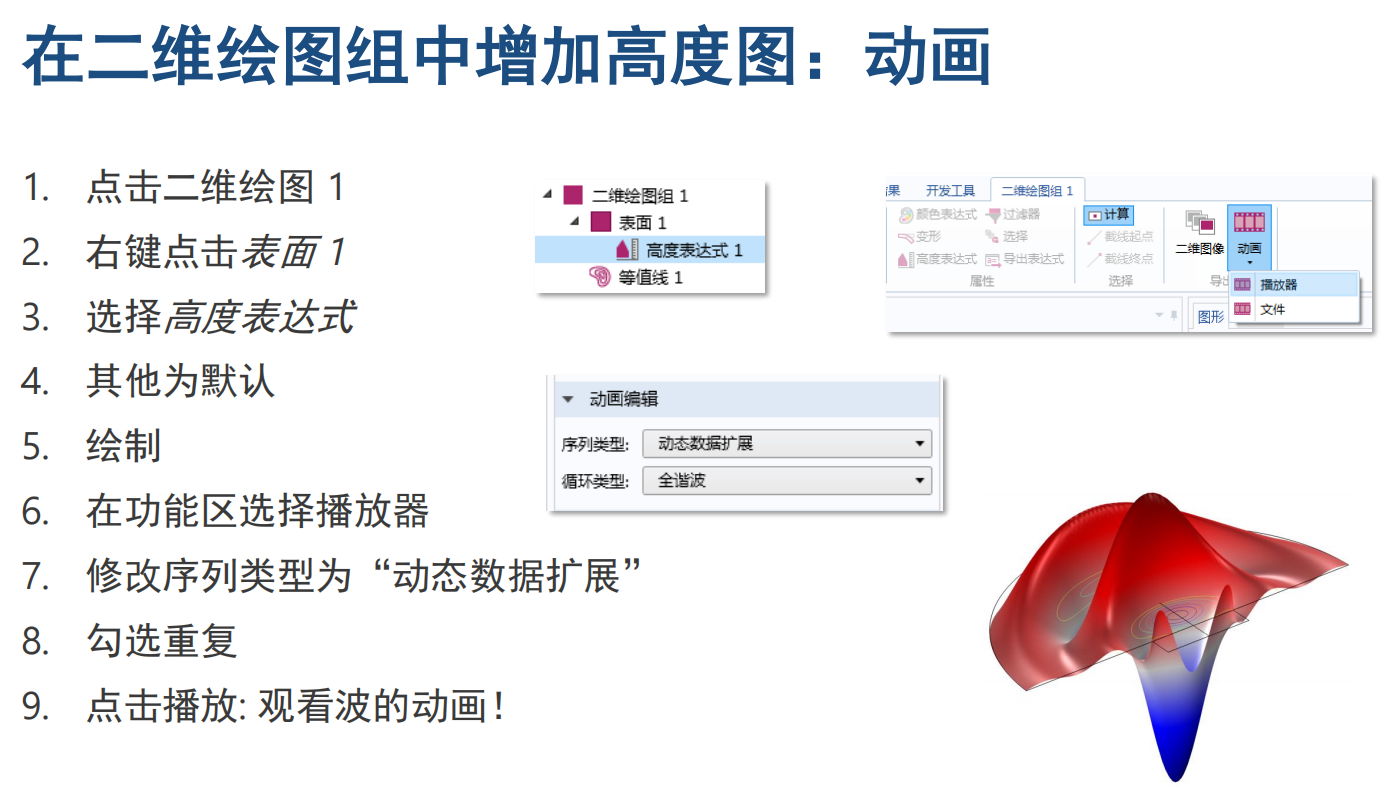 在二维绘图组中增加高度图：动画
1. 点击二维绘图 1
2. 右键点击表面 1
3. 选择高度表达式
4. 其他为默认
5. 绘制
6. 在功能区选择播放器
7. 修改序列类型为“动态数据扩展”
8. 勾选重复
9. 点击播放: 观看波的动画！
二维绘图组 1
表面 1
高度表达式 1
等值线 1
果 开发工具 二维绘图组 1
颜色表达式 过滤器 计算
变形 选择 截线起点
高度表达式 导出表达式 截线终点
二维图像 动画
属性 选择 导出
播放器
文件
图形
动画编辑
序列类型: 动态数据扩展
循环类型: 全谐波